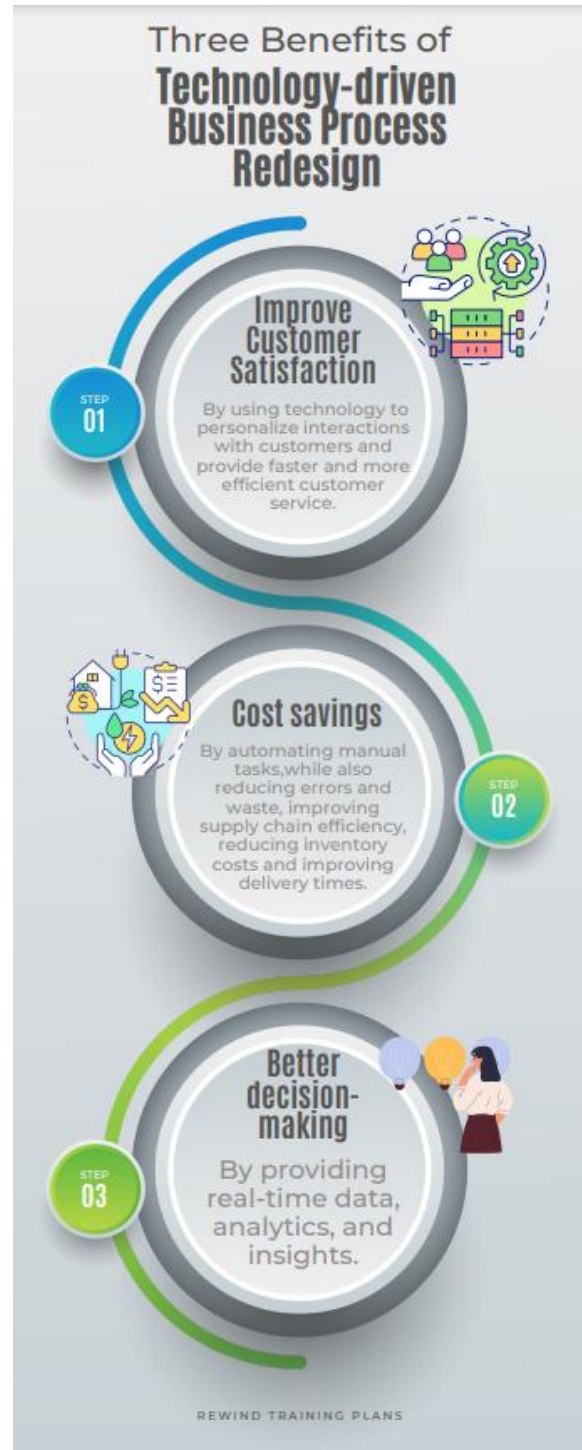 Three Benefits of
Technology-driven
Business Process
Redesign
Improve
Customer
Satisfaction
STEP
01
By using technology to
personalize interactions
with customers and
provide faster and more
efficient customer
service.
Cost savings
By automating manual
tasks,while also
reducing errors and
waste, improving
supply chain efficiency,
reducing inventory
costs and improving
delivery times.
STEP
02
Better
decision-
making
STEP
03
By providing
real-time data,
analytics, and
insights.
REWIND TRAINING PLANS